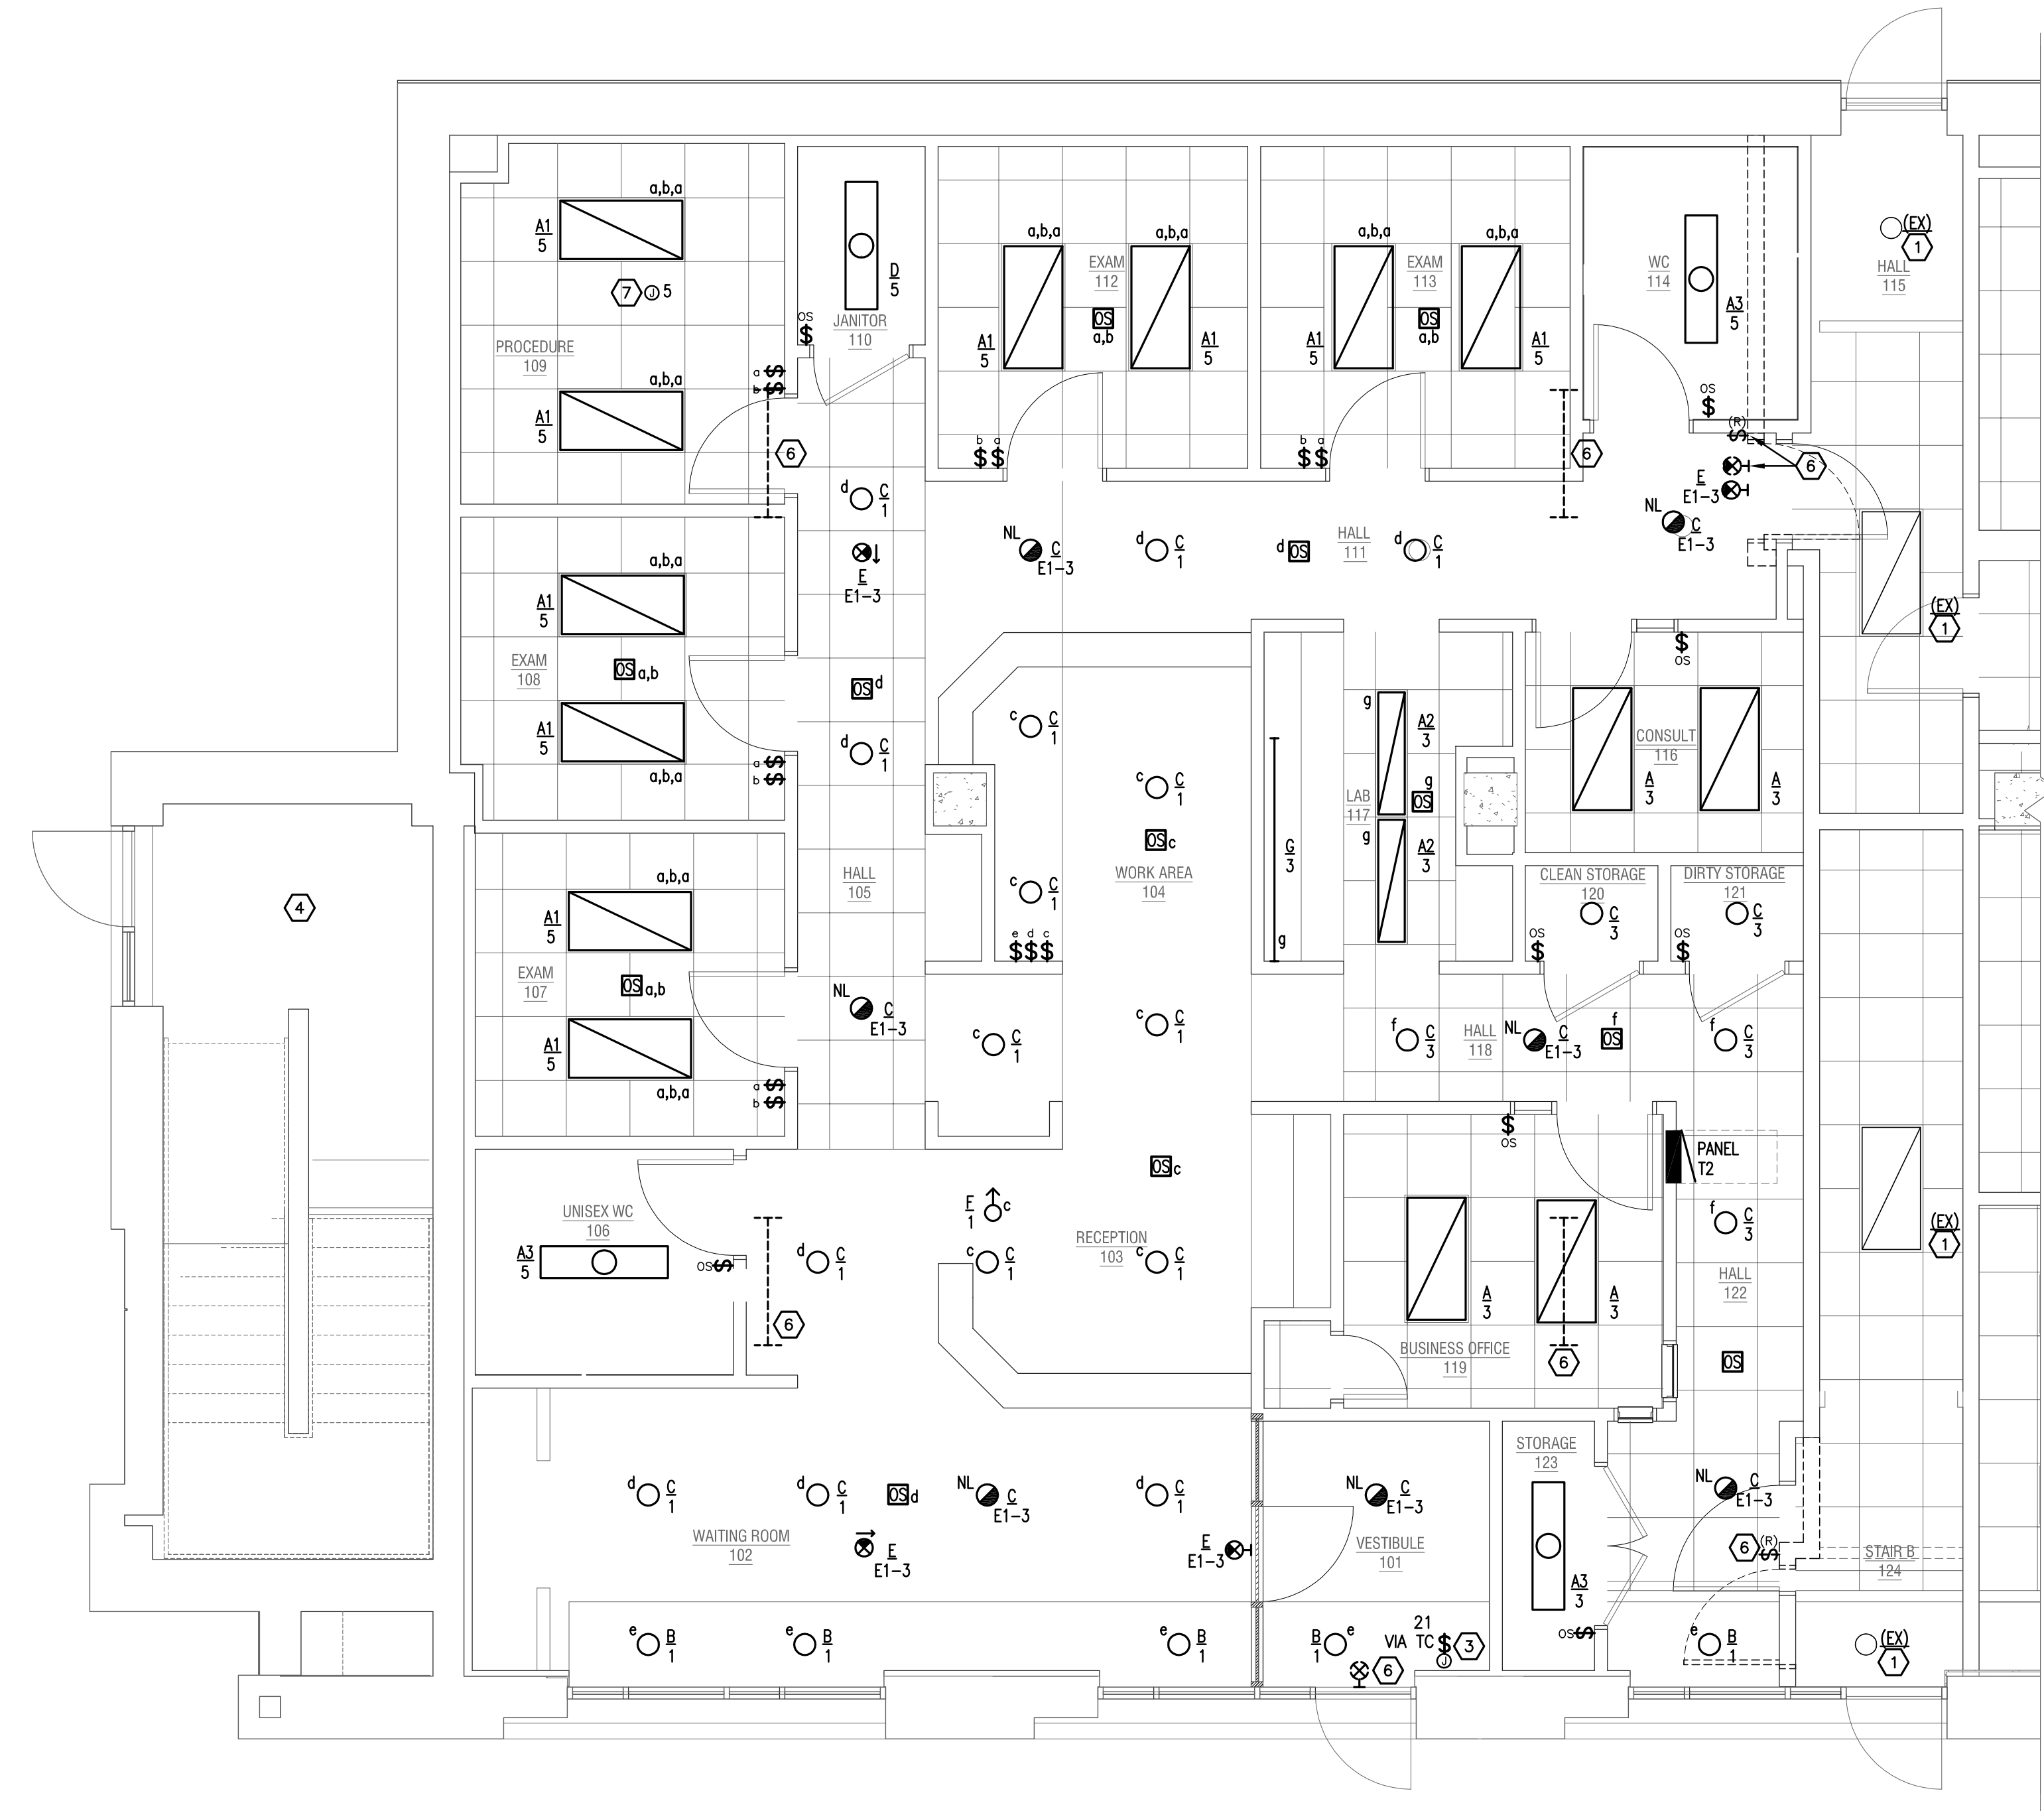 a,b,a
A1
5
7
J
5
PROCEDURE
109
a,b,a
A1
5
a
$
b
$
D
5
OS
$
JANITOR
110
a,b,a
a,b,a
EXAM
112
OS
a,b
A1
5
A1
5
b a
$$
a,b,a
a,b,a
EXAM
113
OS
a,b
A1
5
A1
5
b a
$$
WC
114
A3
5
OS
$
(R)
$
(EX)
1
HALL
115
6
6
6
E
E1-3
NL
C
E1-3
d
C
1
E
E1-3
NL
C
E1-3
d
C
1
d
OS
HALL
111
d
C
1
(EX)
1
a,b,a
A1
5
EXAM
108
OS
a,b
A1
5
a,b,a
a
$
b
$
OS
d
d
C
1
c
C
1
c
C
1
OS
c
WORK AREA
104
c
C
1
e d c
$$$
HALL
105
G
3
g
g
A2
3
LAB
117
g
OS
g
A2
3
$
OS
CONSULT
116
A
3
A
3
CLEAN STORAGE
120
C
3
OS
$
DIRTY STORAGE
121
C
3
OS
$
4
a,b,a
A1
5
EXAM
107
OS
a,b
A1
5
a,b,a
a
$
b
$
NL
C
E1-3
c
C
1
c
C
1
f
C
3
HALL
118
NL
C
E1-3
f
OS
f
C
3
$
OS
PANEL
T2
OS
c
F
1
c
UNISEX WC
106
A3
5
OS
$
d
C
1
c
C
1
RECEPTION
103
c
C
1
6
A
3
A
3
BUSINESS OFFICE
119
6
f
C
3
HALL
122
OS
(EX)
1
d
C
1
d
C
1
OS
d
NL
C
E1-3
d
C
1
WAITING ROOM
102
E
E1-3
E
E1-3
NL
C
E1-3
VESTIBULE
101
STORAGE
123
A3
3
OS
$
NL
C
E1-3
6
(R)
$
STAIR B
124
e
B
1
e
B
1
e
B
1
B
1
e
6
21
VIA TC
$
J
3
e
B
1
(EX)
1